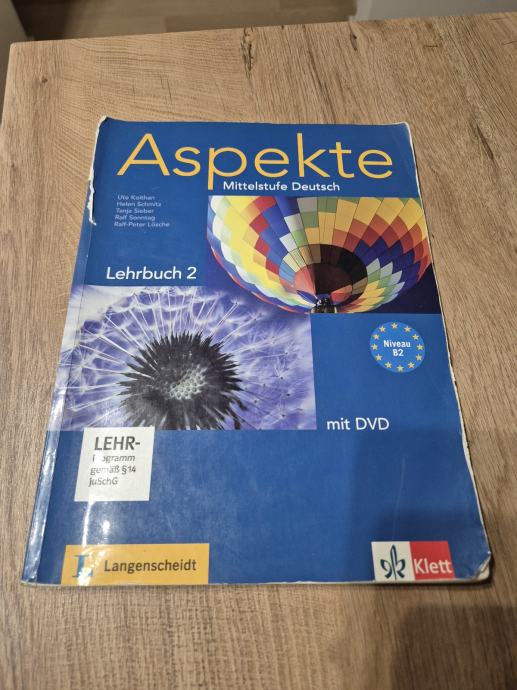 Aspekte
Mittelstufe Deutsch
Ute Koithan
Helen Schmitz
Tanja Sieber
Ralf Sonntag
Ralf-Peter Lösche
Lehrbuch 2
Niveau
B2
mit DVD
LEHR-
Programm
gemäß §14
JuSchG
L Langenscheidt
Klett